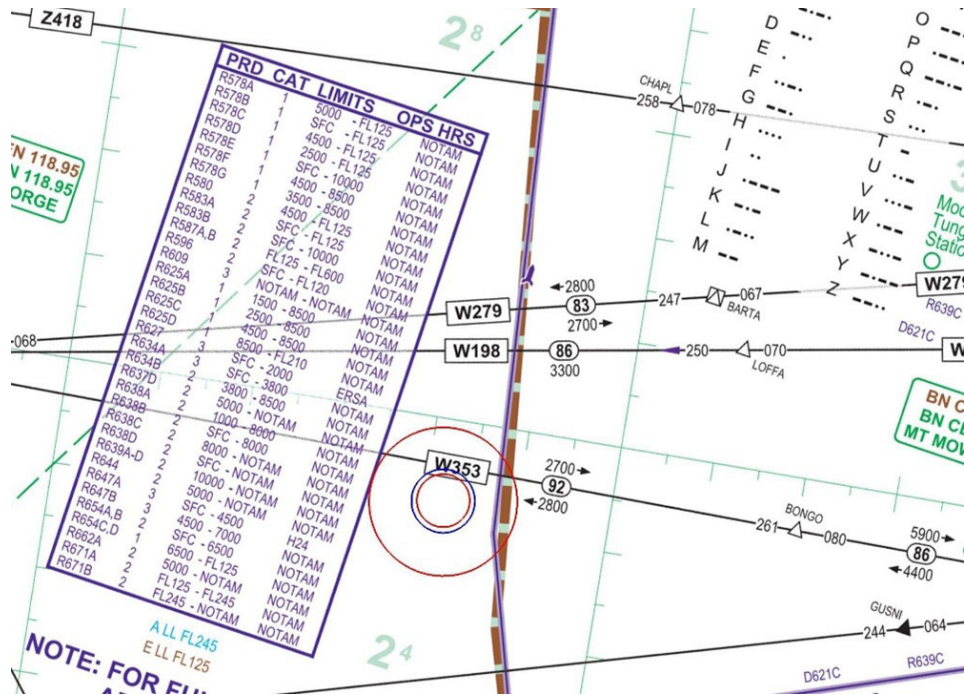 Z418
2⁸
PRD CAT LIMITS OPS HRS
R578A 1 5000 - FL125 NOTAM
R578B 1 SFC - FL125 NOTAM
R578C 1 4500 - FL125 NOTAM
R578D 1 2500 - FL125 NOTAM
R578E 1 SFC - 10000 NOTAM
R578F 1 4500 - 8500 NOTAM
R578G 1 3500 - 8500 NOTAM
R580 2 4500 - FL125 NOTAM
R583A 2 SFC - FL125 NOTAM
R583B 2 SFC - 10000 NOTAM
R587A,B 2 FL125 - FL600 NOTAM
R596 2 SFC - FL120 NOTAM
R609 3 NOTAM - NOTAM NOTAM
R625A 1 1500 - 8500 NOTAM
R625B 1 2500 - 8500 NOTAM
R625C 1 4500 - 8500 NOTAM
R625D 1 8500 - FL210 NOTAM
R627 3 SFC - 2000 ERSA
R634A 3 SFC - 3800 NOTAM
R634B 2 3800 - 8500 NOTAM
R637D 2 5000 - NOTAM NOTAM
R638A 2 1000 - 8000 NOTAM
R638B 2 SFC - 8000 NOTAM
R638C 2 8000 - NOTAM NOTAM
R638D 2 SFC - NOTAM NOTAM
R639A-D 2 10000 - NOTAM NOTAM
R644 3 5000 - NOTAM NOTAM
R647A 3 SFC - 4500 H24
R647B 3 4500 - 7000 NOTAM
R654A,B 2 SFC - 6500 NOTAM
R654C,D 1 6500 - FL125 NOTAM
R662A 2 5000 - NOTAM NOTAM
R671A 2 FL125 - FL245 NOTAM
R671B 2 FL245 - NOTAM NOTAM
A LL FL245
E LL FL125
NOTE: FOR
2⁴
118.95
118.95
ORGE
068
CHAPL
258 078
D
E
F
G
H
I
J
K
L
M
O
P
Q
R
S
T
U
V
W
X
Y
Z
W279
2800
83
2700
247 067
BARTA
W279
R639C
D621C
W198
86
3300
250 070
LOFFA
W353
2700
92
2800
BN
BN
261 080
BONGO
5900
86
4400
GUSNI
244 064
D621C
R639C